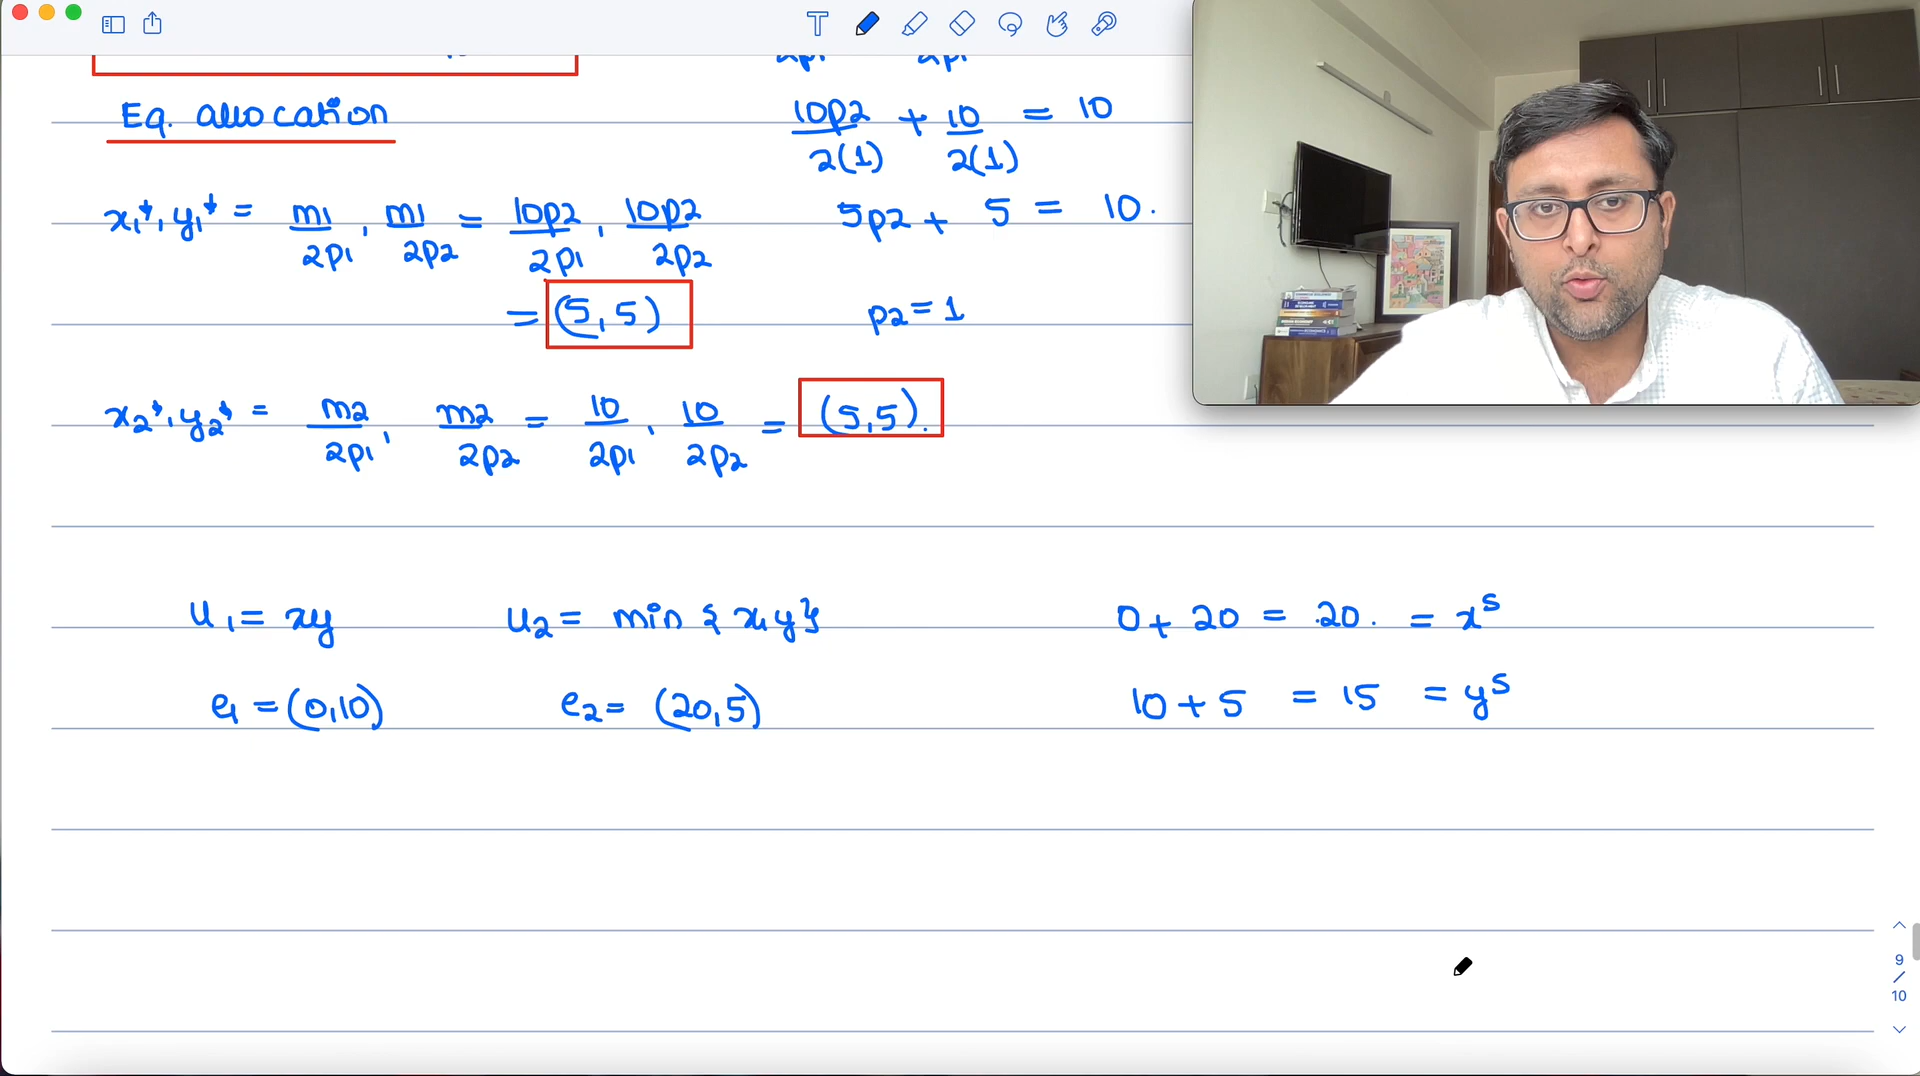 Eq. allocation
10p2/2(1) + 10/2(1) = 10
x1*, y1* = m1/2p1, m1/2p2 = 10p2/2p1, 10p2/2p2
5p2 + 5 = 10.
= (5,5)
p2 = 1
x2*, y2* = m2/2p1, m2/2p2 = 10/2p1, 10/2p2 = (5,5).
u1 = xy
u2 = min {x,y}
0 + 20 = 20. = xs
e1 = (0,10)
e2 = (20,5)
10 + 5 = 15 = ys
9
/
10